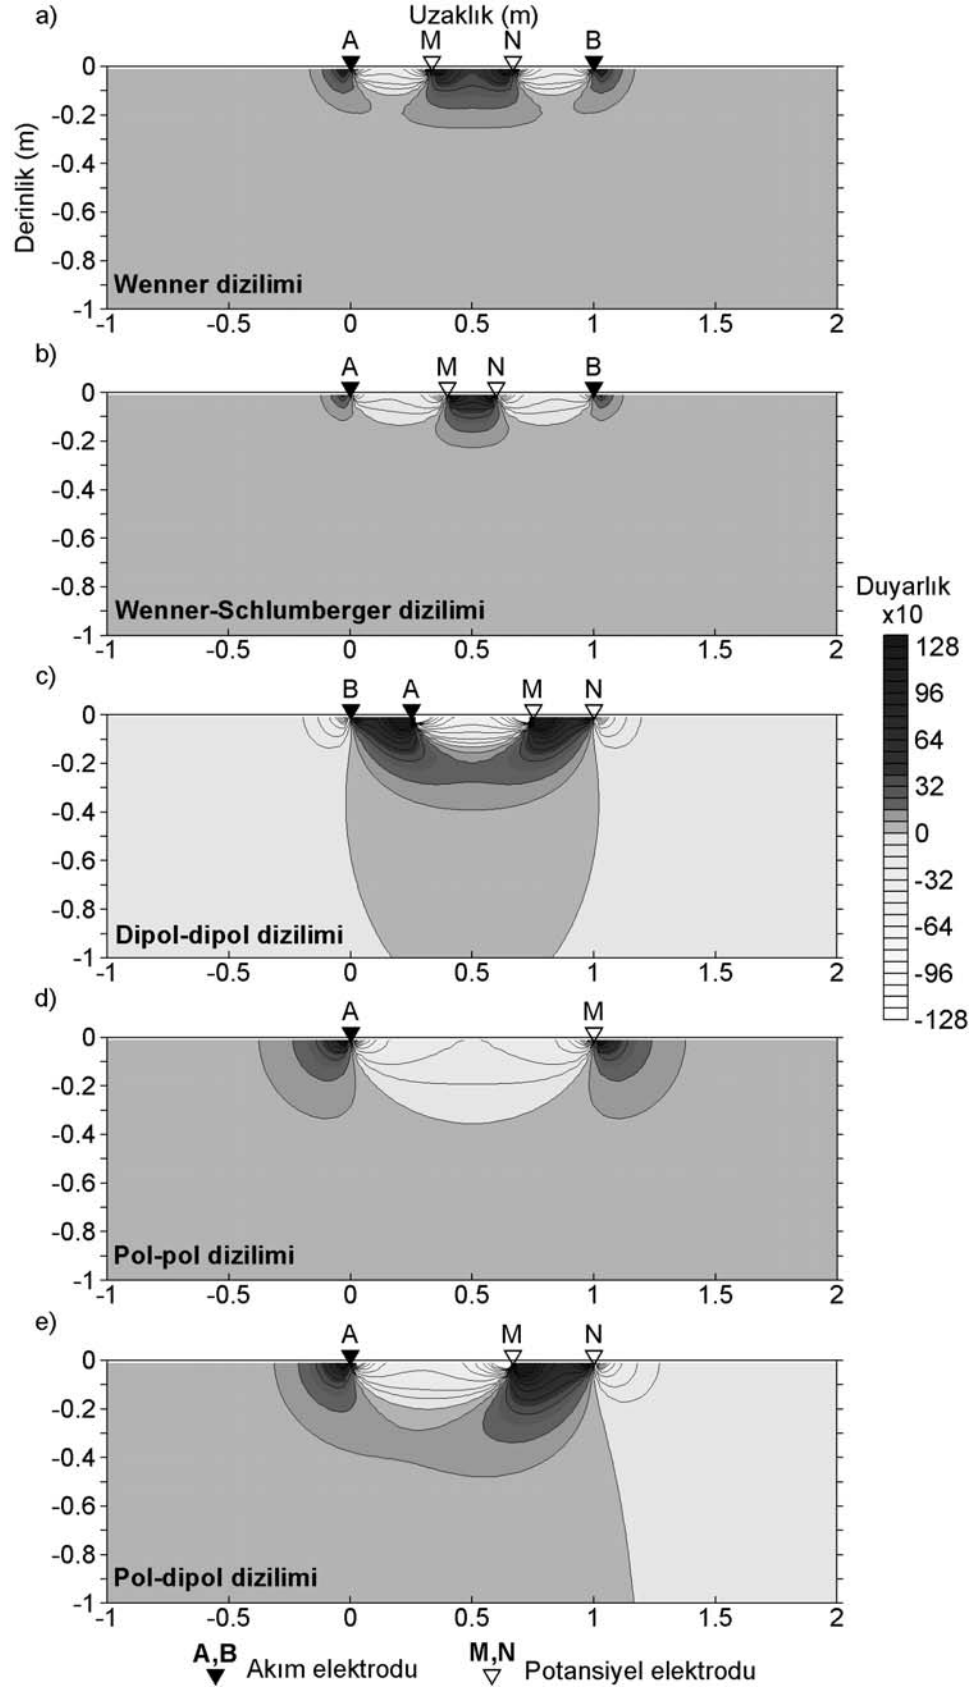 a)
Uzaklık (m)
A M N B
Derinlik (m)
0
-0.2
-0.4
-0.6
-0.8
-1
Wenner dizilimi
-1 -0.5 0 0.5 1 1.5 2
b)
A M N B
0
-0.2
-0.4
-0.6
-0.8
-1
Wenner-Schlumberger dizilimi
-1 -0.5 0 0.5 1 1.5 2
Duyarlık
x10
128
96
64
32
0
-32
-64
-96
-128
c)
B A M N
0
-0.2
-0.4
-0.6
-0.8
-1
Dipol-dipol dizilimi
-1 -0.5 0 0.5 1 1.5 2
d)
A M
0
-0.2
-0.4
-0.6
-0.8
-1
Pol-pol dizilimi
-1 -0.5 0 0.5 1 1.5 2
e)
A M N
0
-0.2
-0.4
-0.6
-0.8
-1
Pol-dipol dizilimi
-1 -0.5 0 0.5 1 1.5 2
A,B Akım elektrodu
M,N Potansiyel elektrodu